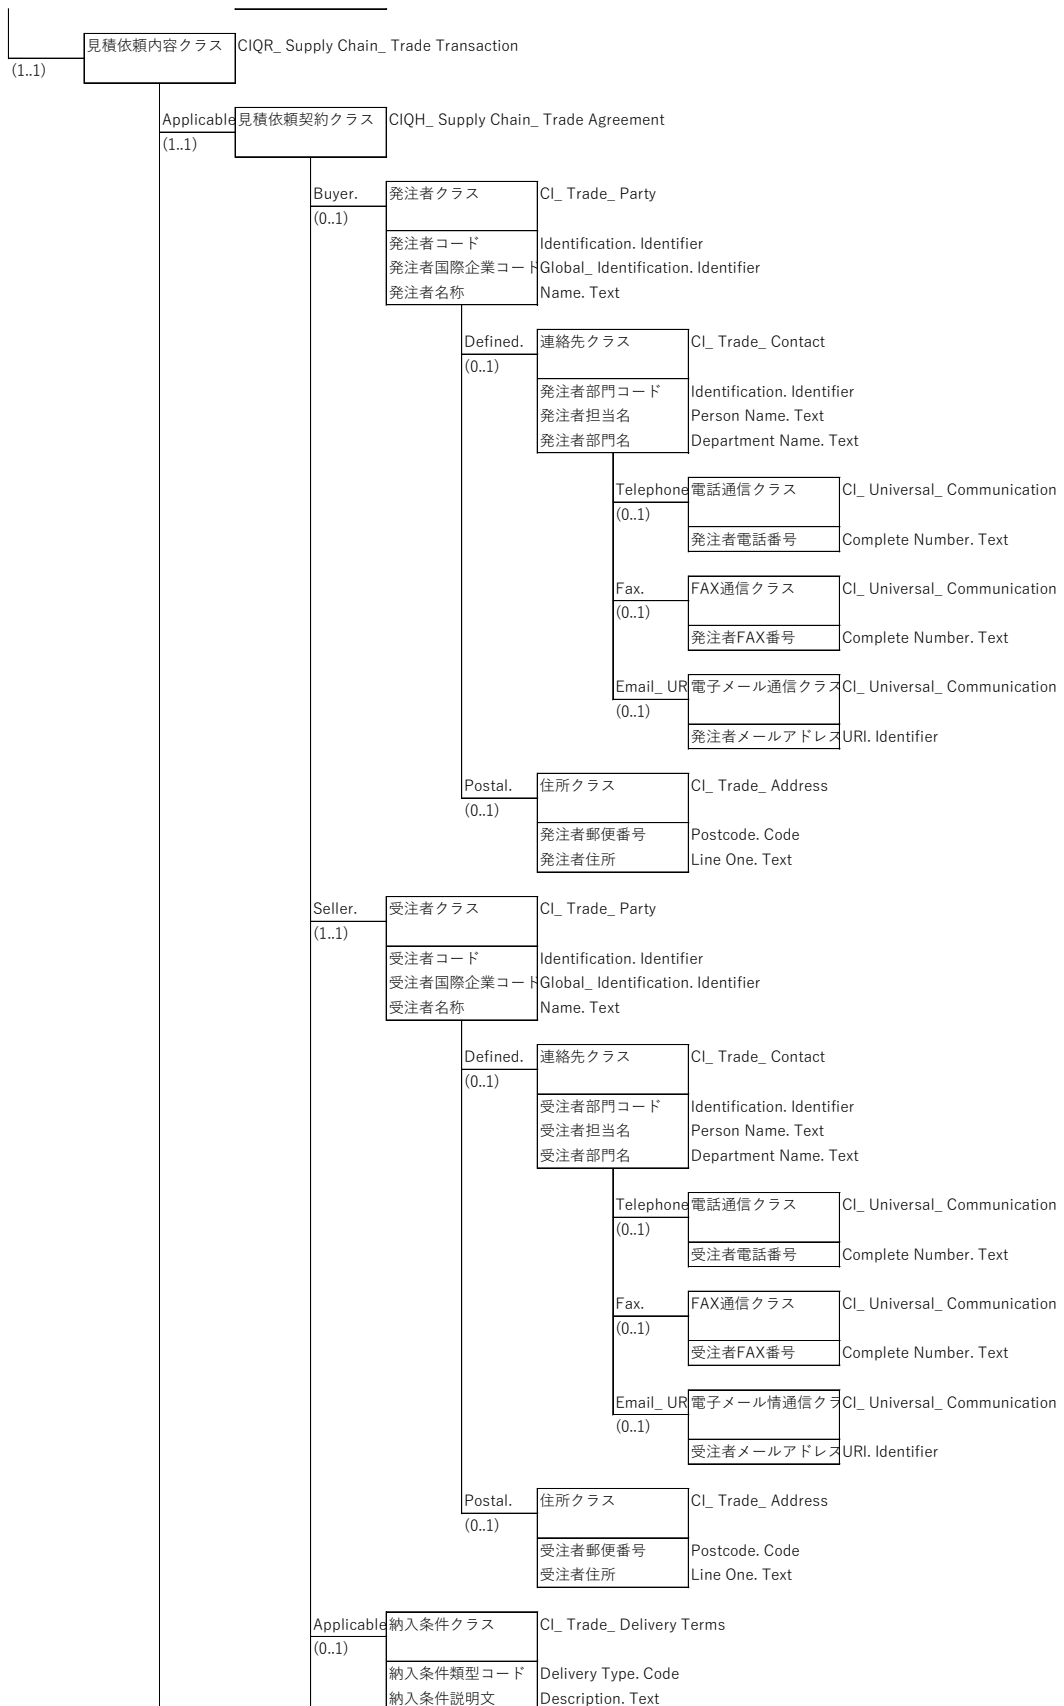 見積依頼内容クラス CIQR_ Supply Chain_ Trade Transaction
(1..1)
Applicable 見積依頼契約クラス CIQH_ Supply Chain_ Trade Agreement
(1..1)
Buyer. 発注者クラス CI_ Trade_ Party
(0..1)
発注者コード Identification. Identifier
発注者国際企業コード Global_ Identification. Identifier
発注者名称 Name. Text
Defined. 連絡先クラス CI_ Trade_ Contact
(0..1)
発注者部門コード Identification. Identifier
発注者担当名 Person Name. Text
発注者部門名 Department Name. Text
Telephone 電話通信クラス CI_ Universal_ Communication
(0..1)
発注者電話番号 Complete Number. Text
Fax. FAX通信クラス CI_ Universal_ Communication
(0..1)
発注者FAX番号 Complete Number. Text
Email_ UR 電子メール通信クラス CI_ Universal_ Communication
(0..1)
発注者メールアドレス URI. Identifier
Postal. 住所クラス CI_ Trade_ Address
(0..1)
発注者郵便番号 Postcode. Code
発注者住所 Line One. Text
Seller. 受注者クラス CI_ Trade_ Party
(1..1)
受注者コード Identification. Identifier
受注者国際企業コード Global_ Identification. Identifier
受注者名称 Name. Text
Defined. 連絡先クラス CI_ Trade_ Contact
(0..1)
受注者部門コード Identification. Identifier
受注者担当名 Person Name. Text
受注者部門名 Department Name. Text
Telephone 電話通信クラス CI_ Universal_ Communication
(0..1)
受注者電話番号 Complete Number. Text
Fax. FAX通信クラス CI_ Universal_ Communication
(0..1)
受注者FAX番号 Complete Number. Text
Email_ UR 電子メール情通信クラ CI_ Universal_ Communication
(0..1)
受注者メールアドレス URI. Identifier
Postal. 住所クラス CI_ Trade_ Address
(0..1)
受注者郵便番号 Postcode. Code
受注者住所 Line One. Text
Applicable 納入条件クラス CI_ Trade_ Delivery Terms
(0..1)
納入条件類型コード Delivery Type. Code
納入条件説明文 Description. Text